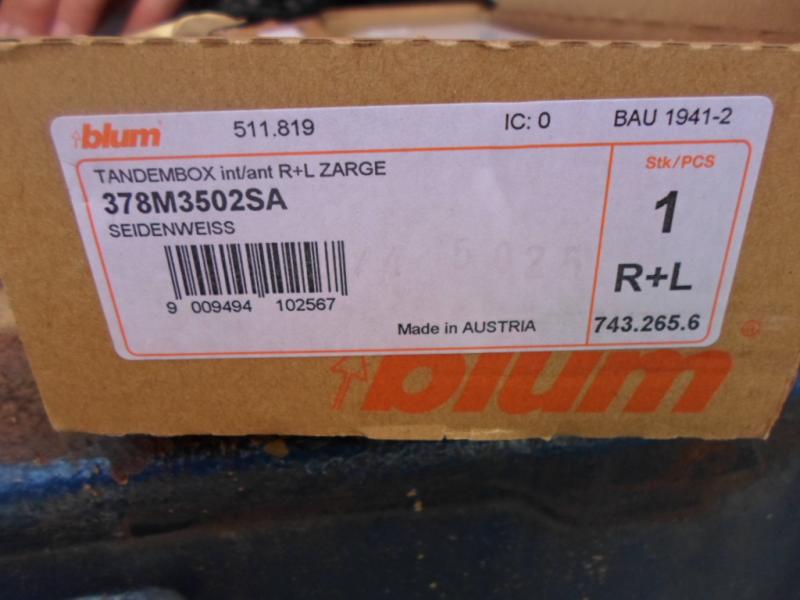 blum 511.819 IC: 0 BAU 1941-2
TANDEMBOX int/ant R+L ZARGE
378M3502SA
SEIDENWEISS
Stk/PCS
1
R+L
9 009494 102567
Made in AUSTRIA
743.265.6
blum®